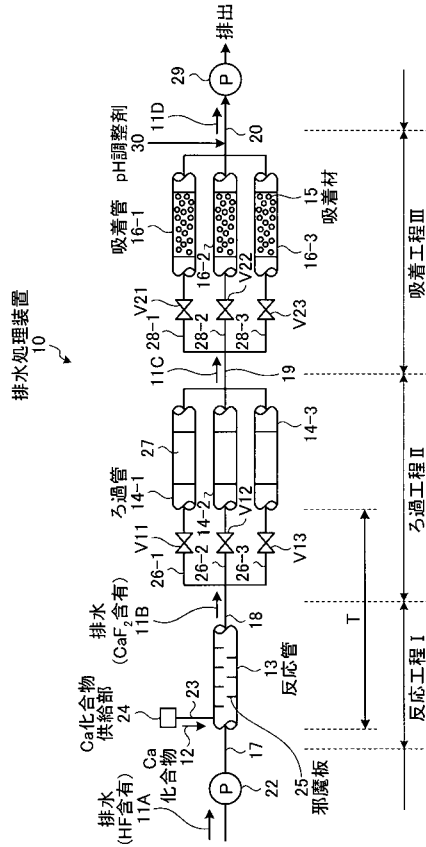 排水処理装置
10
排水
(HF含有)
11A
P
22
17
Ca
化合物
12
Ca化合物
供給部
24
23
25
邪魔板
13
反応管
18
排水
(CaF₂含有)
11B
26-1
26-2
26-3
V11
V12
V13
ろ過管
14-1
14-2
14-3
27
11C
19
28-1
28-2
28-3
V21
V22
V23
吸着管
16-1
16-2
16-3
15
吸着材
pH調整剤
30
11D
20
P
29
排出
T
反応工程Ⅰ
ろ過工程Ⅱ
吸着工程Ⅲ